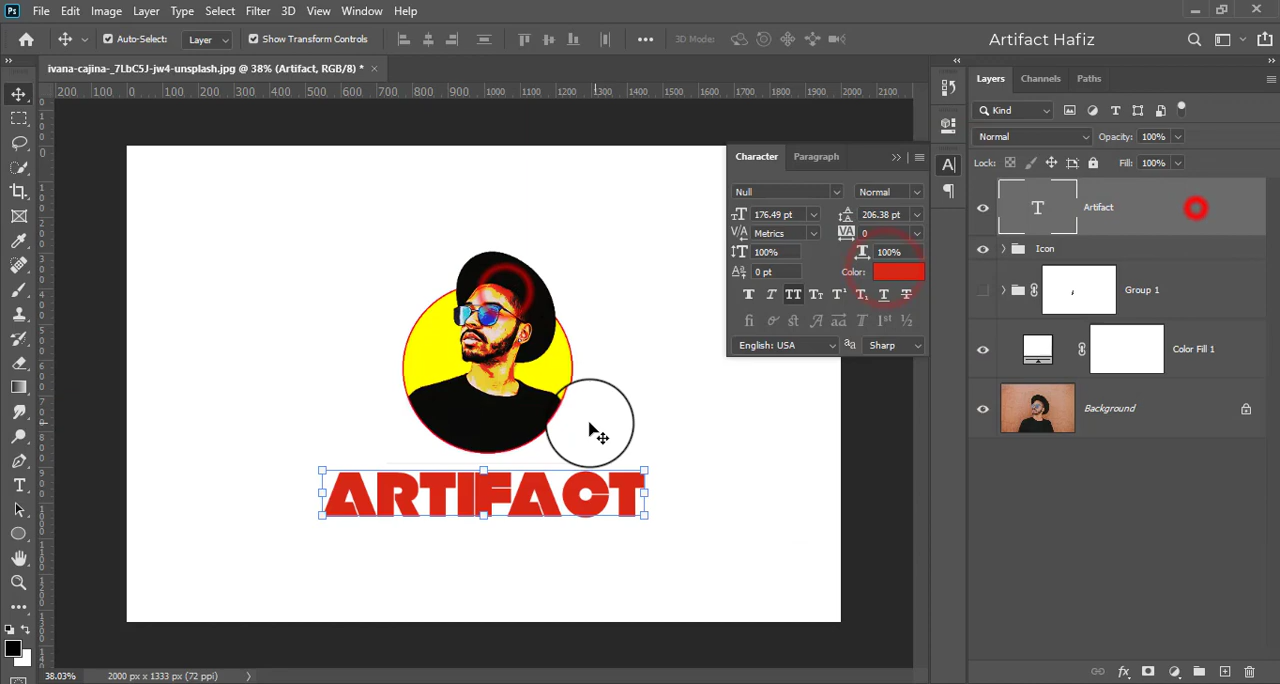 Ps File Edit Image Layer Type Select Filter 3D View Window Help
Auto-Select: Layer Show Transform Controls 3D Mode: Artifact Hafiz
ivana-cajina-_7LbC5J-jw4-unsplash.jpg @ 38% (Artifact, RGB/8) * ×
200 100 0 100 200 300 400 500 600 700 800 900 1000 1100 1200 1300 1400 1500 1600 1700 1800 1900 2000 2100
Layers Channels Paths
Kind
Normal Opacity: 100%
Lock: Fill: 100%
Artifact
Icon
Group 1
Color Fill 1
Background
Character Paragraph
Null Normal
176.49 pt 206.38 pt
Metrics 0
100% 100%
0 pt Color:
English: USA Sharp
ARTIFACT
38.03% 2000 px x 1333 px (72 ppi)